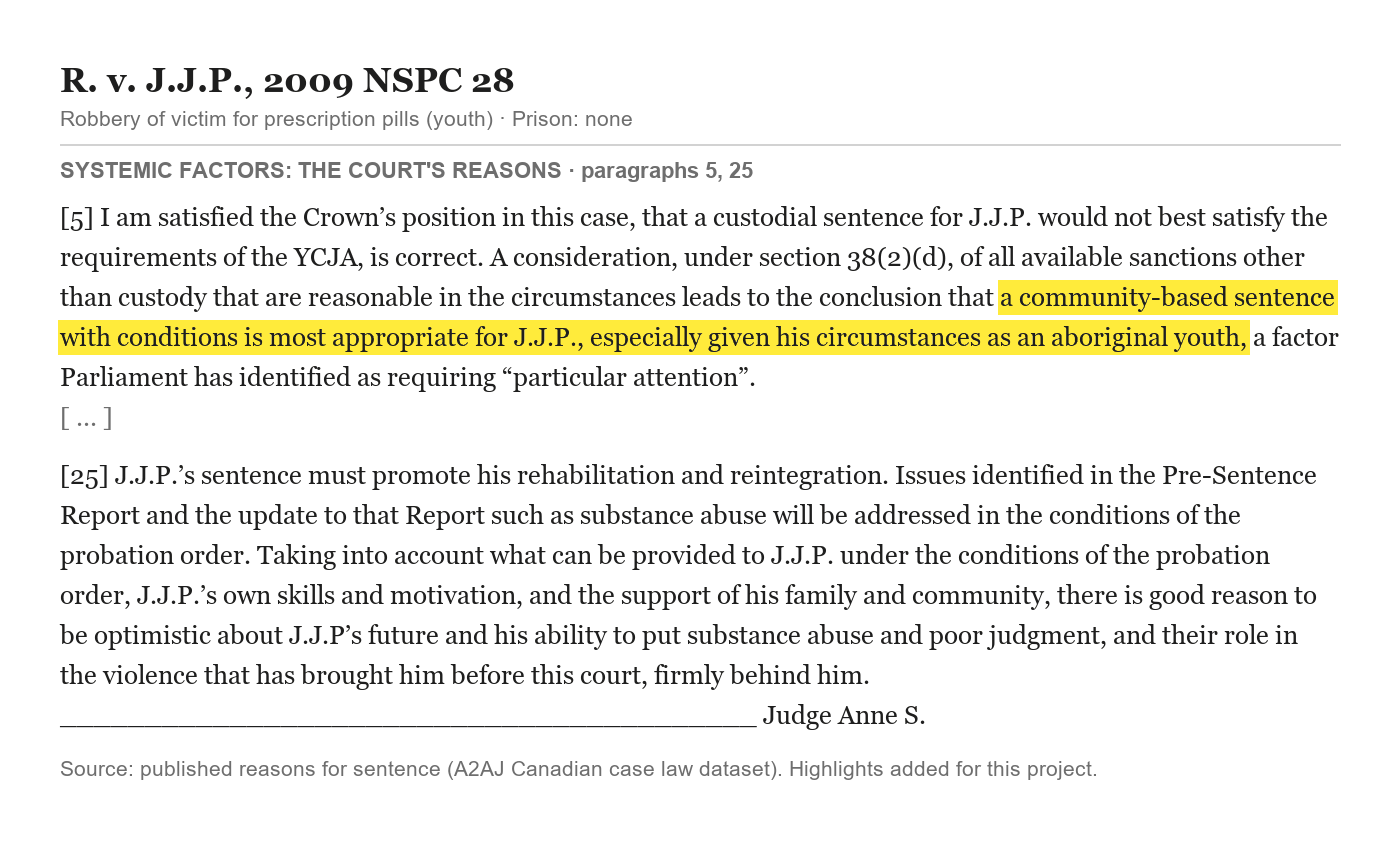 R. v. J.J.P., 2009 NSPC 28
Robbery of victim for prescription pills (youth) · Prison: none
SYSTEMIC FACTORS: THE COURT'S REASONS · paragraphs 5, 25
[5] I am satisfied the Crown’s position in this case, that a custodial sentence for J.J.P. would not best satisfy the
requirements of the YCJA, is correct. A consideration, under section 38(2)(d), of all available sanctions other
than custody that are reasonable in the circumstances leads to the conclusion that a community-based sentence
with conditions is most appropriate for J.J.P., especially given his circumstances as an aboriginal youth, a factor
Parliament has identified as requiring “particular attention”.
[ ... ]
[25] J.J.P.’s sentence must promote his rehabilitation and reintegration. Issues identified in the Pre-Sentence
Report and the update to that Report such as substance abuse will be addressed in the conditions of the
probation order. Taking into account what can be provided to J.J.P. under the conditions of the probation
order, J.J.P.’s own skills and motivation, and the support of his family and community, there is good reason to
be optimistic about J.J.P’s future and his ability to put substance abuse and poor judgment, and their role in
the violence that has brought him before this court, firmly behind him.
__________________________________________ Judge Anne S.
Source: published reasons for sentence (A2AJ Canadian case law dataset). Highlights added for this project.